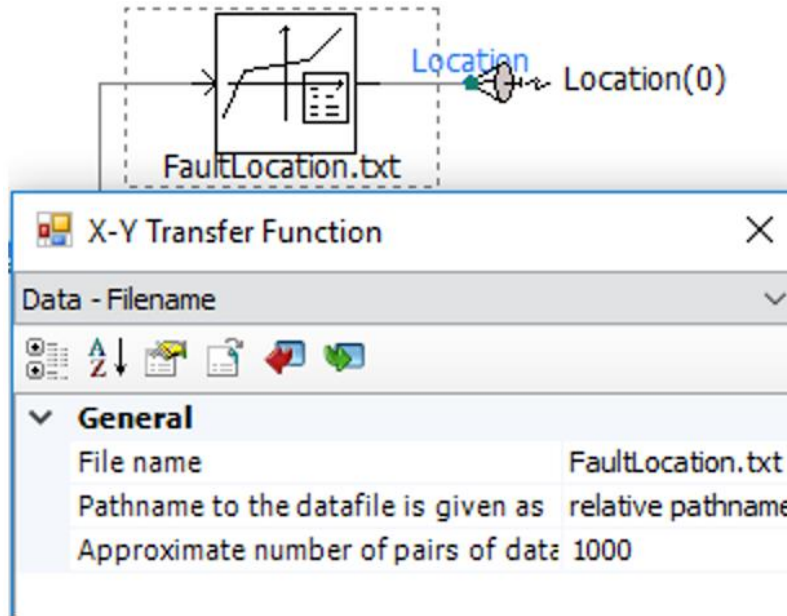 Location
Location(0)
FaultLocation.txt
X-Y Transfer Function
Data - Filename
A
Z
General
File name FaultLocation.txt
Pathname to the datafile is given as relative pathname
Approximate number of pairs of data 1000